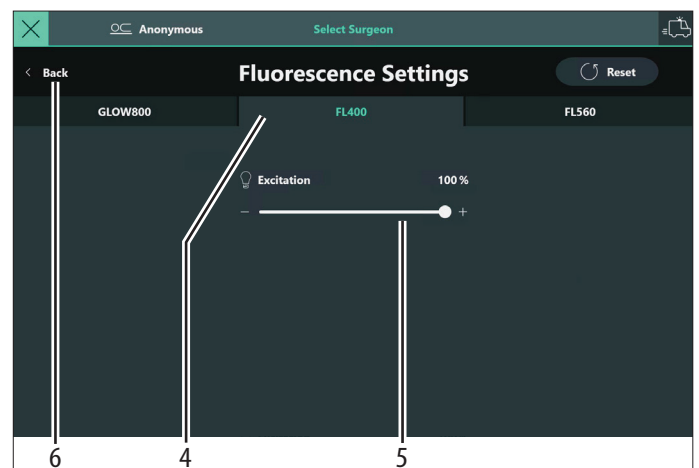 Anonymous
Select Surgeon
< Back
Fluorescence Settings
Reset
GLOW800
FL400
FL560
Excitation
100 %
− +
6
4
5